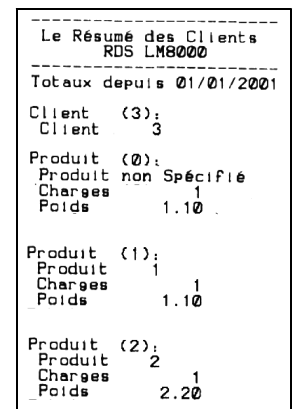 Le Résumé des Clients
RDS LM8000
Totaux depuis 01/01/2001
Client (3):
Client 3
Produit (0):
Produit non Spécifié
Charges 1
Poids 1.10
Produit (1):
Produit 1
Charges 1
Poids 1.10
Produit (2):
Produit 2
Charges 1
Poids 2.20